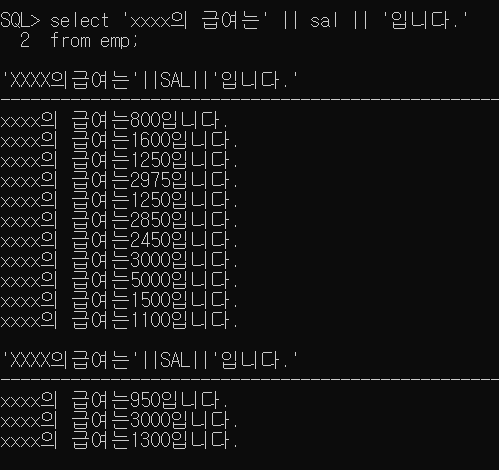 SQL> select 'xxxx의 급여는' || sal || '입니다.'
  2  from emp;
'XXXX의급여는'||SAL||'입니다.'
--------------------------------------------------
xxxx의 급여는800입니다.
xxxx의 급여는1600입니다.
xxxx의 급여는1250입니다.
xxxx의 급여는2975입니다.
xxxx의 급여는1250입니다.
xxxx의 급여는2850입니다.
xxxx의 급여는2450입니다.
xxxx의 급여는3000입니다.
xxxx의 급여는5000입니다.
xxxx의 급여는1500입니다.
xxxx의 급여는1100입니다.
'XXXX의급여는'||SAL||'입니다.'
--------------------------------------------------
xxxx의 급여는950입니다.
xxxx의 급여는3000입니다.
xxxx의 급여는1300입니다.